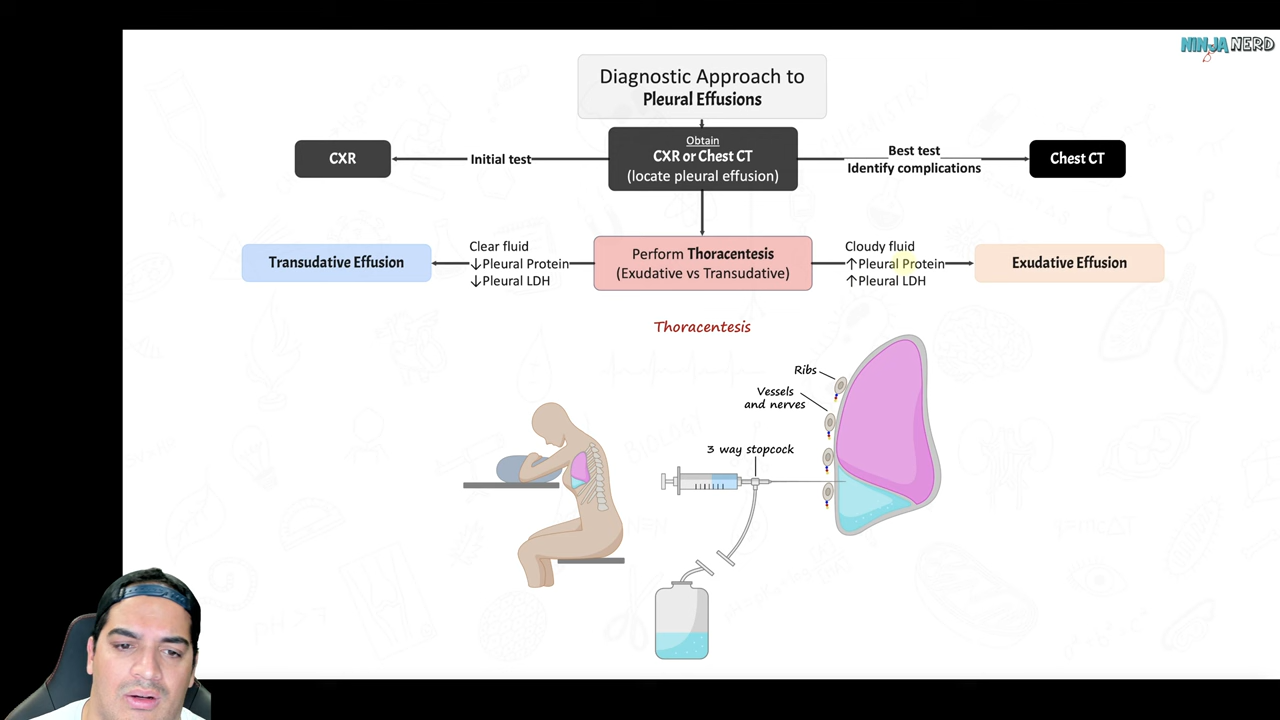 NINJA NERD
Diagnostic Approach to
Pleural Effusions
Obtain
CXR or Chest CT
(locate pleural effusion)
CXR
Initial test
Best test
Identify complications
Chest CT
Transudative Effusion
Clear fluid
↓Pleural Protein
↓Pleural LDH
Perform Thoracentesis
(Exudative vs Transudative)
Cloudy fluid
↑Pleural Protein
↑Pleural LDH
Exudative Effusion
Thoracentesis
Ribs
Vessels
and nerves
3 way stopcock
BIOLOGY